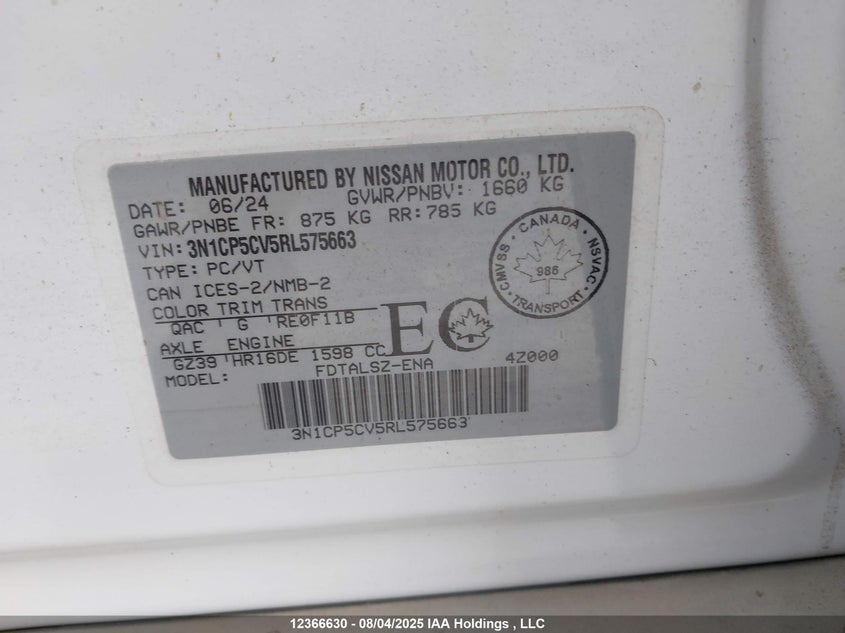 MANUFACTURED BY NISSAN MOTOR CO., LTD.
DATE: 06/24 GVWR/PNBV: 1660 KG
GAWR/PNBE FR: 875 KG RR: 785 KG
VIN: 3N1CP5CV5RL575663
TYPE: PC/VT
CAN ICES-2/NMB-2
COLOR TRIM TRANS
QAC G RE0F11B
AXLE ENGINE
GZ39 HR16DE 1598 CC
MODEL: FDTALSZ-ENA 4Z000
EC
CANADA
CMVSS
NSVAC
986
TRANSPORT
3N1CP5CV5RL575663
12366630 - 08/04/2025 IAA Holdings , LLC